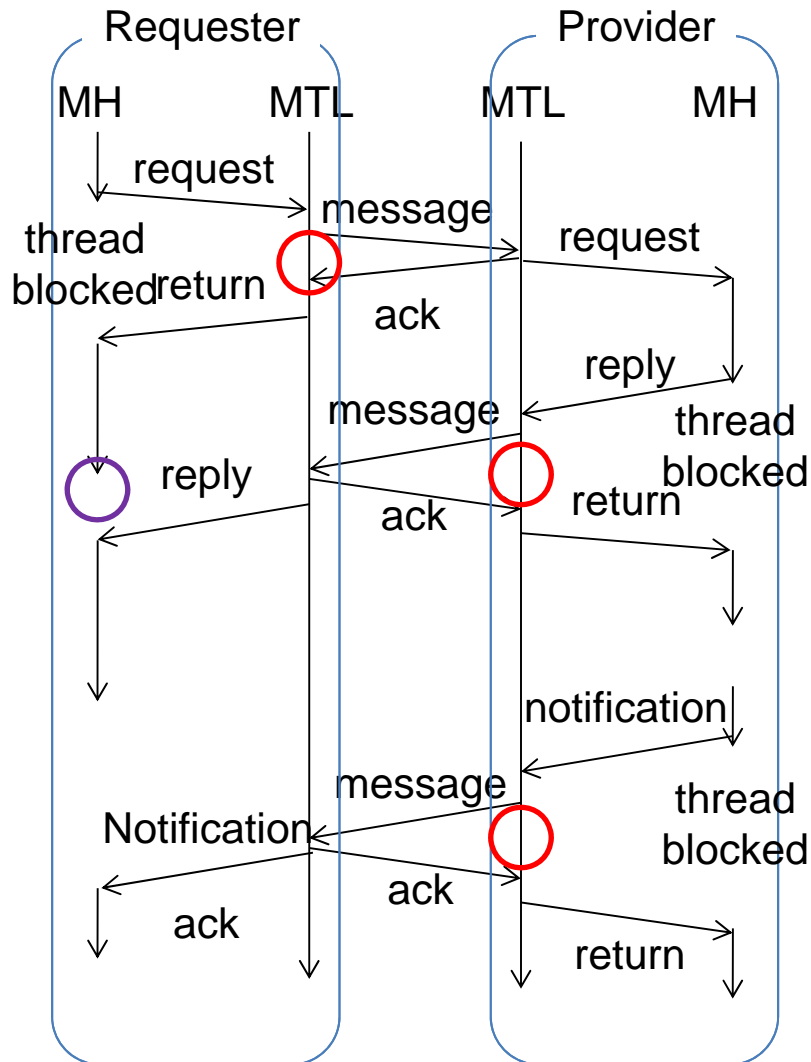 Requester
Provider
MH
MTL
MTL
MH
request
message
request
thread
blocked
return
ack
reply
message
thread
blocked
reply
ack
return
notification
message
thread
blocked
Notification
ack
ack
return